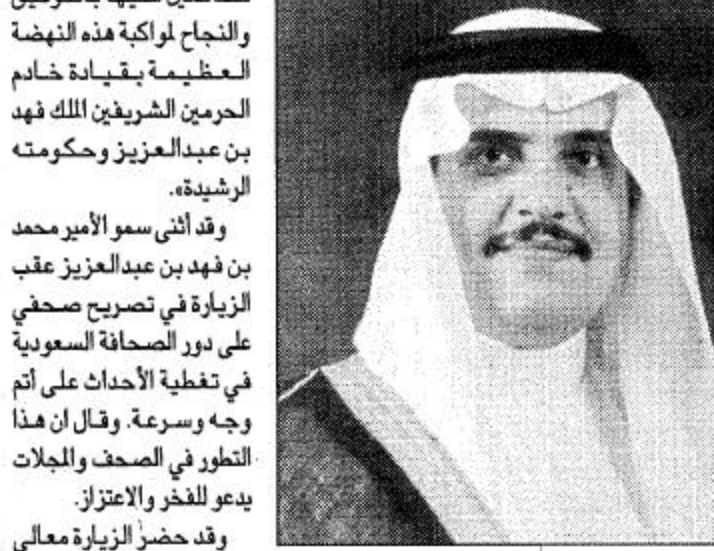 والنجاح لمواكبة هذه النهضة
العظيمة بقيادة خادم
الحرمين الشريفين الملك فهد
بن عبدالعزيز وحكومته
الرشيدة».
وقد أثنى سمو الأمير محمد
بن فهد بن عبدالعزيز عقب
الزيارة في تصريح صحفي
على دور الصحافة السعودية
في تغطية الأحداث على أتم
وجه وسرعة. وقال ان هذا
التطور في الصحف والمجلات
يدعو للفخر والاعتزاز.
وقد حضر الزيارة معالي